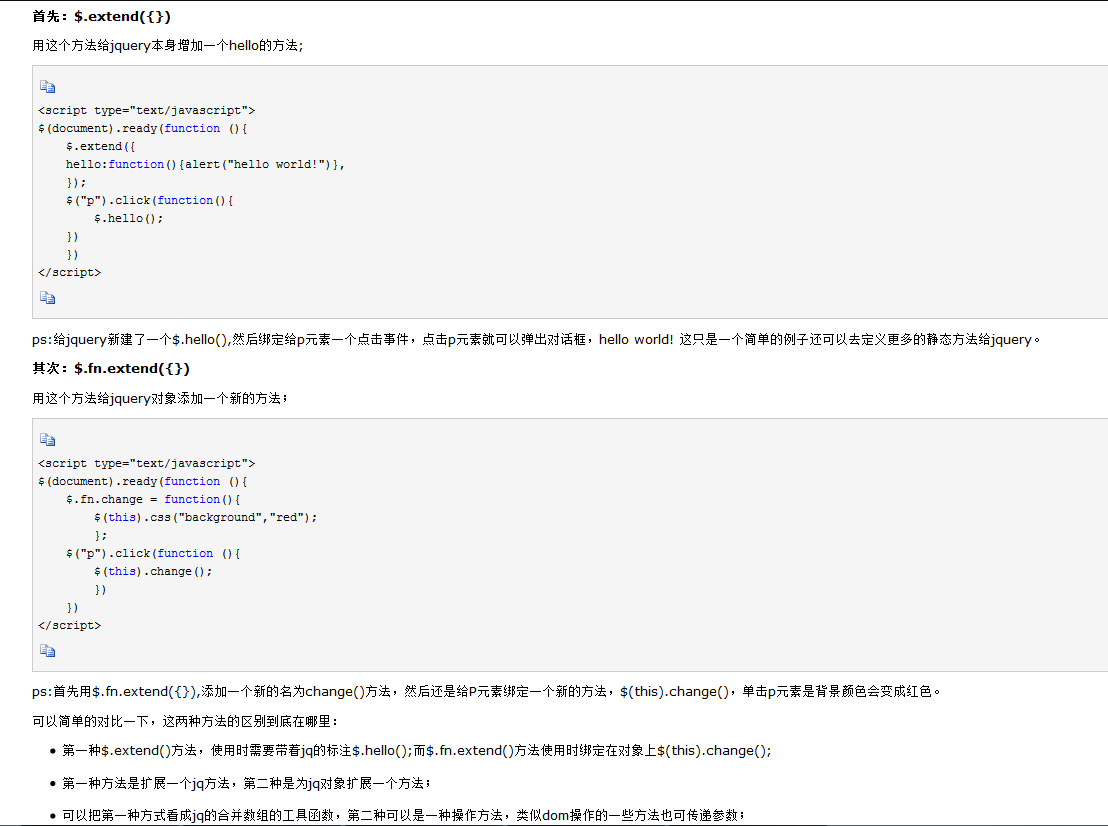 首先：$.extend({})
用这个方法给jquery本身增加一个hello的方法;
<script type="text/javascript">
$(document).ready(function (){
    $.extend({
    hello:function(){alert("hello world!")},
    });
    $("p").click(function(){
        $.hello();
    })
    })
</script>
ps:给jquery新建了一个$.hello(),然后绑定给p元素一个点击事件，点击p元素就可以弹出对话框，hello world! 这只是一个简单的例子还可以去定义更多的静态方法给jquery。
其次：$.fn.extend({})
用这个方法给jquery对象添加一个新的方法；
<script type="text/javascript">
$(document).ready(function (){
    $.fn.change = function(){
        $(this).css("background","red");
        };
    $("p").click(function (){
        $(this).change();
        })
    })
</script>
ps:首先用$.fn.extend({}),添加一个新的名为change()方法，然后还是给P元素绑定一个新的方法，$(this).change()，单击p元素是背景颜色会变成红色。
可以简单的对比一下，这两种方法的区别到底在哪里：
• 第一种$.extend()方法，使用时需要带着jq的标注$.hello();而$.fn.extend()方法使用时绑定在对象上$(this).change();
• 第一种方法是扩展一个jq方法，第二种是为jq对象扩展一个方法；
• 可以把第一种方式看成jq的合并数组的工具函数，第二种可以是一种操作方法，类似dom操作的一些方法也可传递参数；